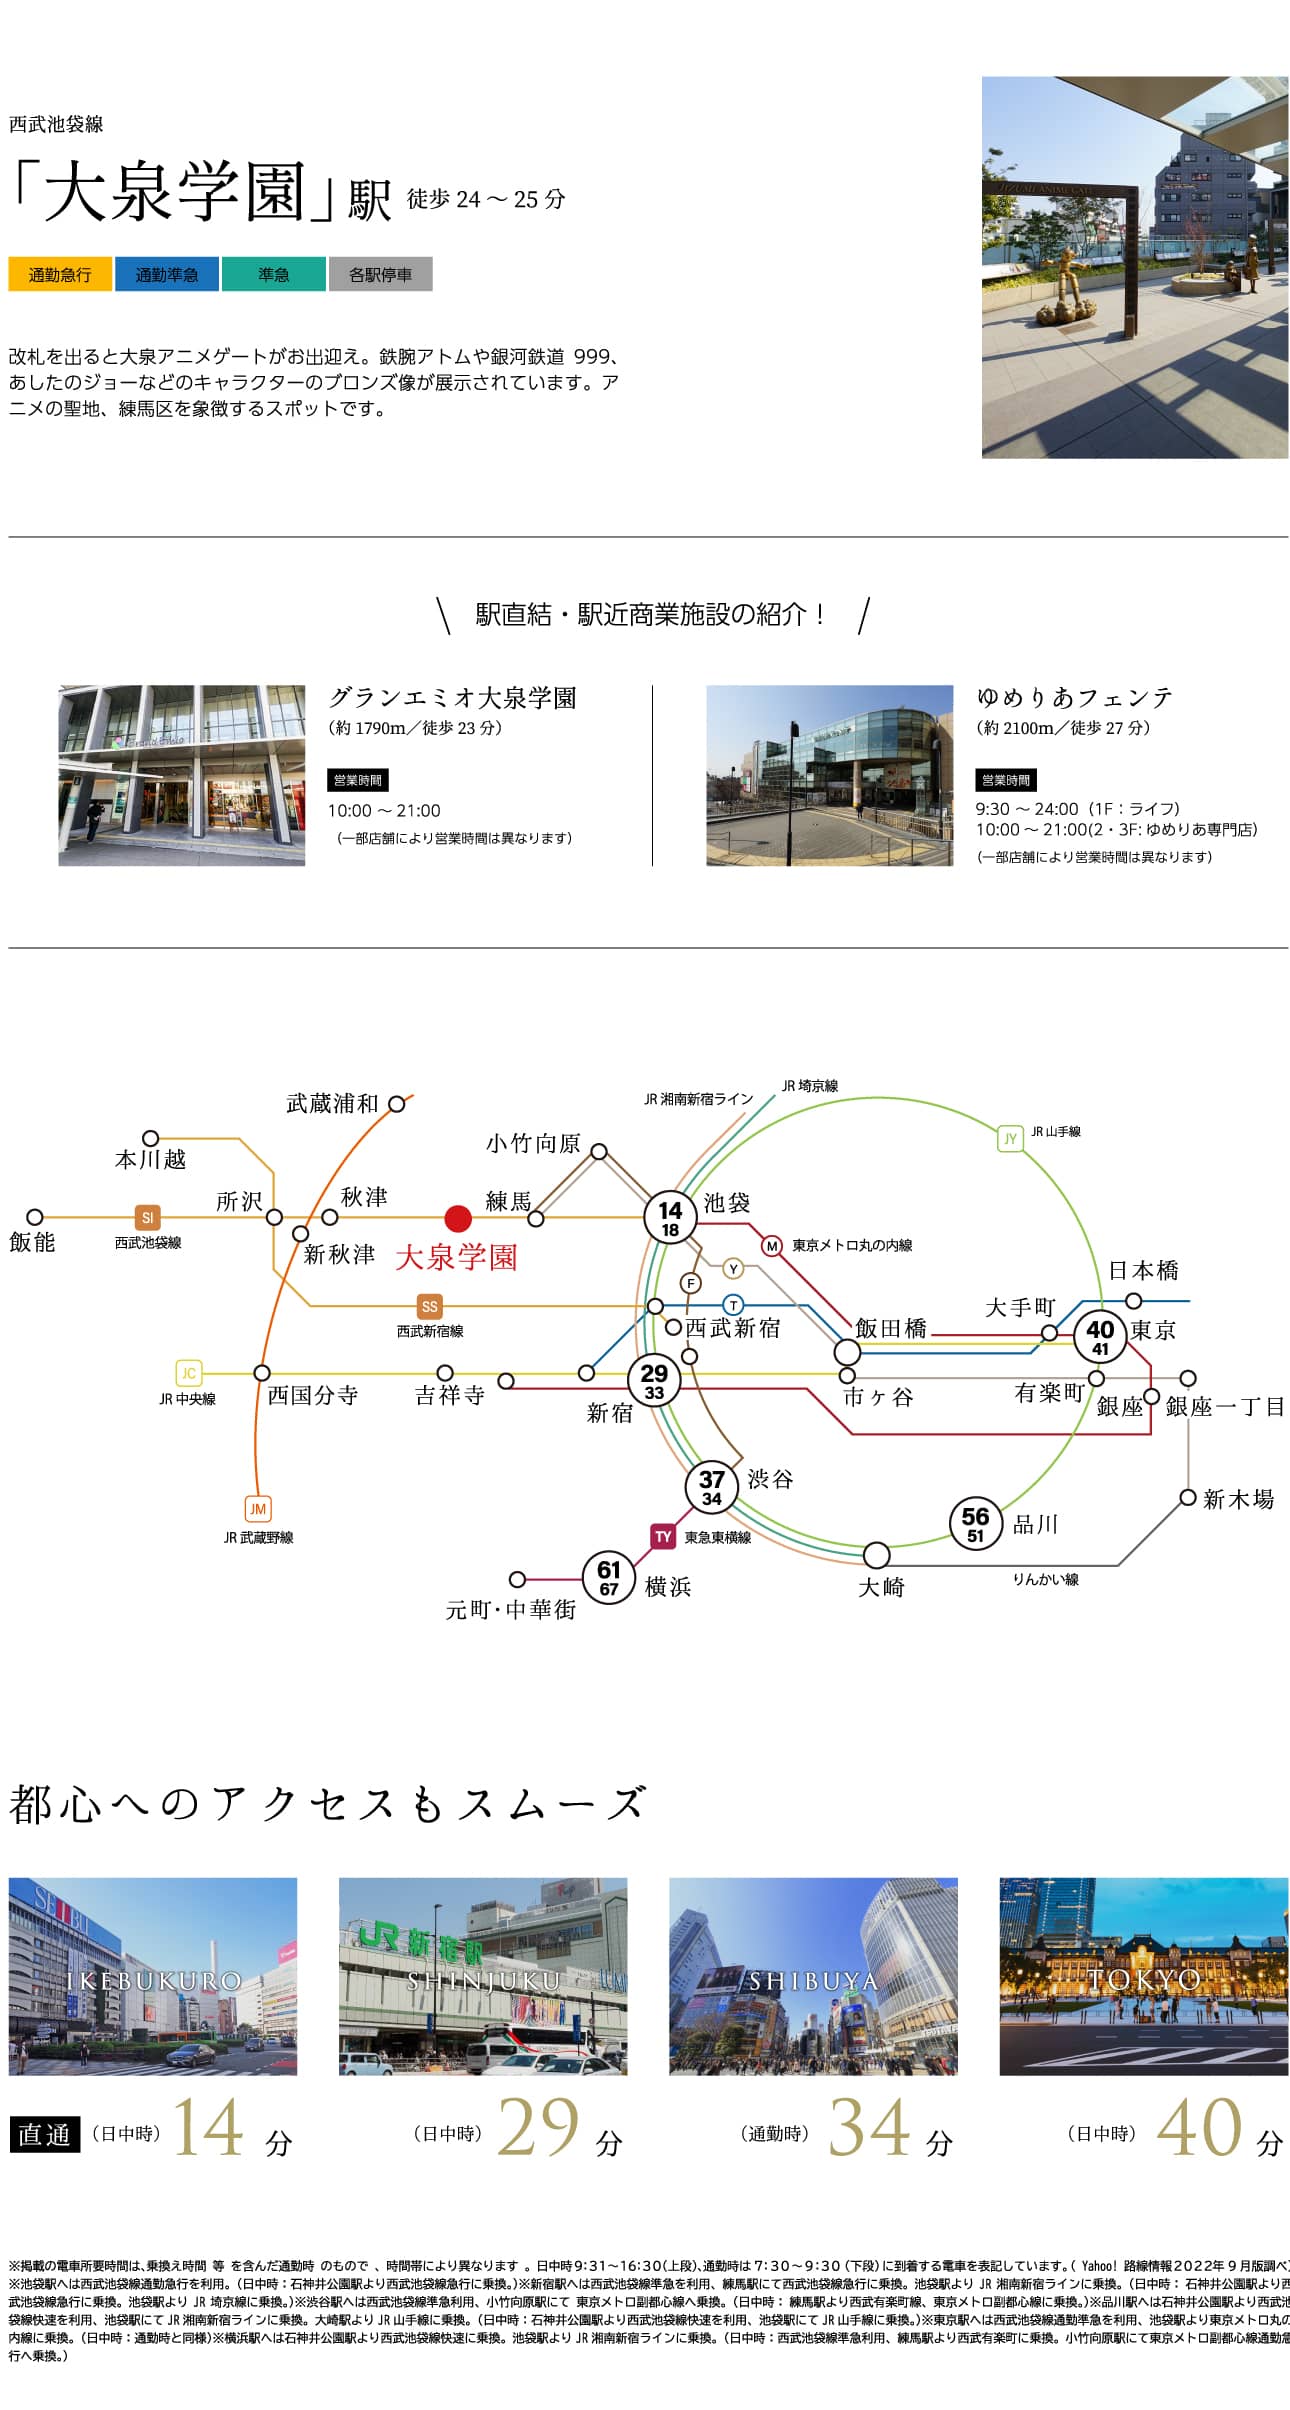 西武池袋線
「大泉学園」駅 徒歩 24 〜 25 分
通勤急行 通勤準急 準急 各駅停車
改札を出ると大泉アニメゲートがお出迎え。鉄腕アトムや銀河鉄道 999、
あしたのジョーなどのキャラクターのブロンズ像が展示されています。ア
ニメの聖地、練馬区を象徴するスポットです。
駅直結・駅近商業施設の紹介！
グランエミオ大泉学園
（約 1790m／徒歩 23 分）
営業時間
10:00 〜 21:00
（一部店舗により営業時間は異なります）
ゆめりあフェンテ
（約 2100m／徒歩 27 分）
営業時間
9:30 〜 24:00（1F：ライフ）
10:00 〜 21:00(2・3F: ゆめりあ専門店）
（一部店舗により営業時間は異なります）
JR 埼京線
JR 湘南新宿ライン
武蔵浦和
JY JR 山手線
小竹向原
本川越
所沢
秋津
練馬
14
18
池袋
飯能
SI
西武池袋線
新秋津
大泉学園
M 東京メトロ丸の内線
Y
F
T
日本橋
SS
西武新宿線
西武新宿
飯田橋
大手町
40
41
東京
JC
JR 中央線
西国分寺
吉祥寺
新宿
29
33
市ヶ谷
有楽町
銀座
銀座一丁目
37
34
渋谷
JM
JR 武蔵野線
TY 東急東横線
新木場
56
51
品川
61
67
横浜
元町・中華街
大崎
りんかい線
都心へのアクセスもスムーズ
SEIBU
IKEBUKURO
JR 新宿駅
SHINJUKU
SHIBUYA
TOKYO
直通（日中時）14 分
（日中時）29 分
（通勤時）34 分
（日中時）40 分
※掲載の電車所要時間は、乗換え時間 等 を含んだ通勤時 のもので 、時間帯により異なります 。日中時9：31〜16：30（上段）、通勤時は 7：30〜9：30（下段）に到着する電車を表記しています。（ Yahoo! 路線情報2022年 9 月版調べ）
※池袋駅へは西武池袋線通勤急行を利用。（日中時：石神井公園駅より西武池袋線急行に乗換。）※新宿駅へは西武池袋線準急を利用、練馬駅にて西武池袋線急行に乗換。池袋駅より JR 湘南新宿ラインに乗換。（日中時： 石神井公園駅より西
武池袋線急行に乗換。池袋駅より JR 埼京線に乗換。）※渋谷駅へは西武池袋線準急利用、小竹向原駅にて 東京メトロ副都心線へ乗換。（日中時： 練馬駅より西武有楽町線、東京メトロ副都心線に乗換。）※品川駅へは石神井公園駅より西武池
袋線快速を利用、池袋駅にて JR 湘南新宿ラインに乗換。大崎駅より JR 山手線に乗換。（日中時：石神井公園駅より西武池袋線快速を利用、池袋駅にて JR 山手線に乗換。）※東京駅へは西武池袋線通勤準急を利用、池袋駅より東京メトロ丸の
内線に乗換。（日中時：通勤時と同様）※横浜駅へは石神井公園駅より西武池袋線快速に乗換。池袋駅より JR 湘南新宿ラインに乗換。（日中時：西武池袋線準急利用、練馬駅より西武有楽町に乗換。小竹向原駅にて東京メトロ副都心線通勤急
行へ乗換。）